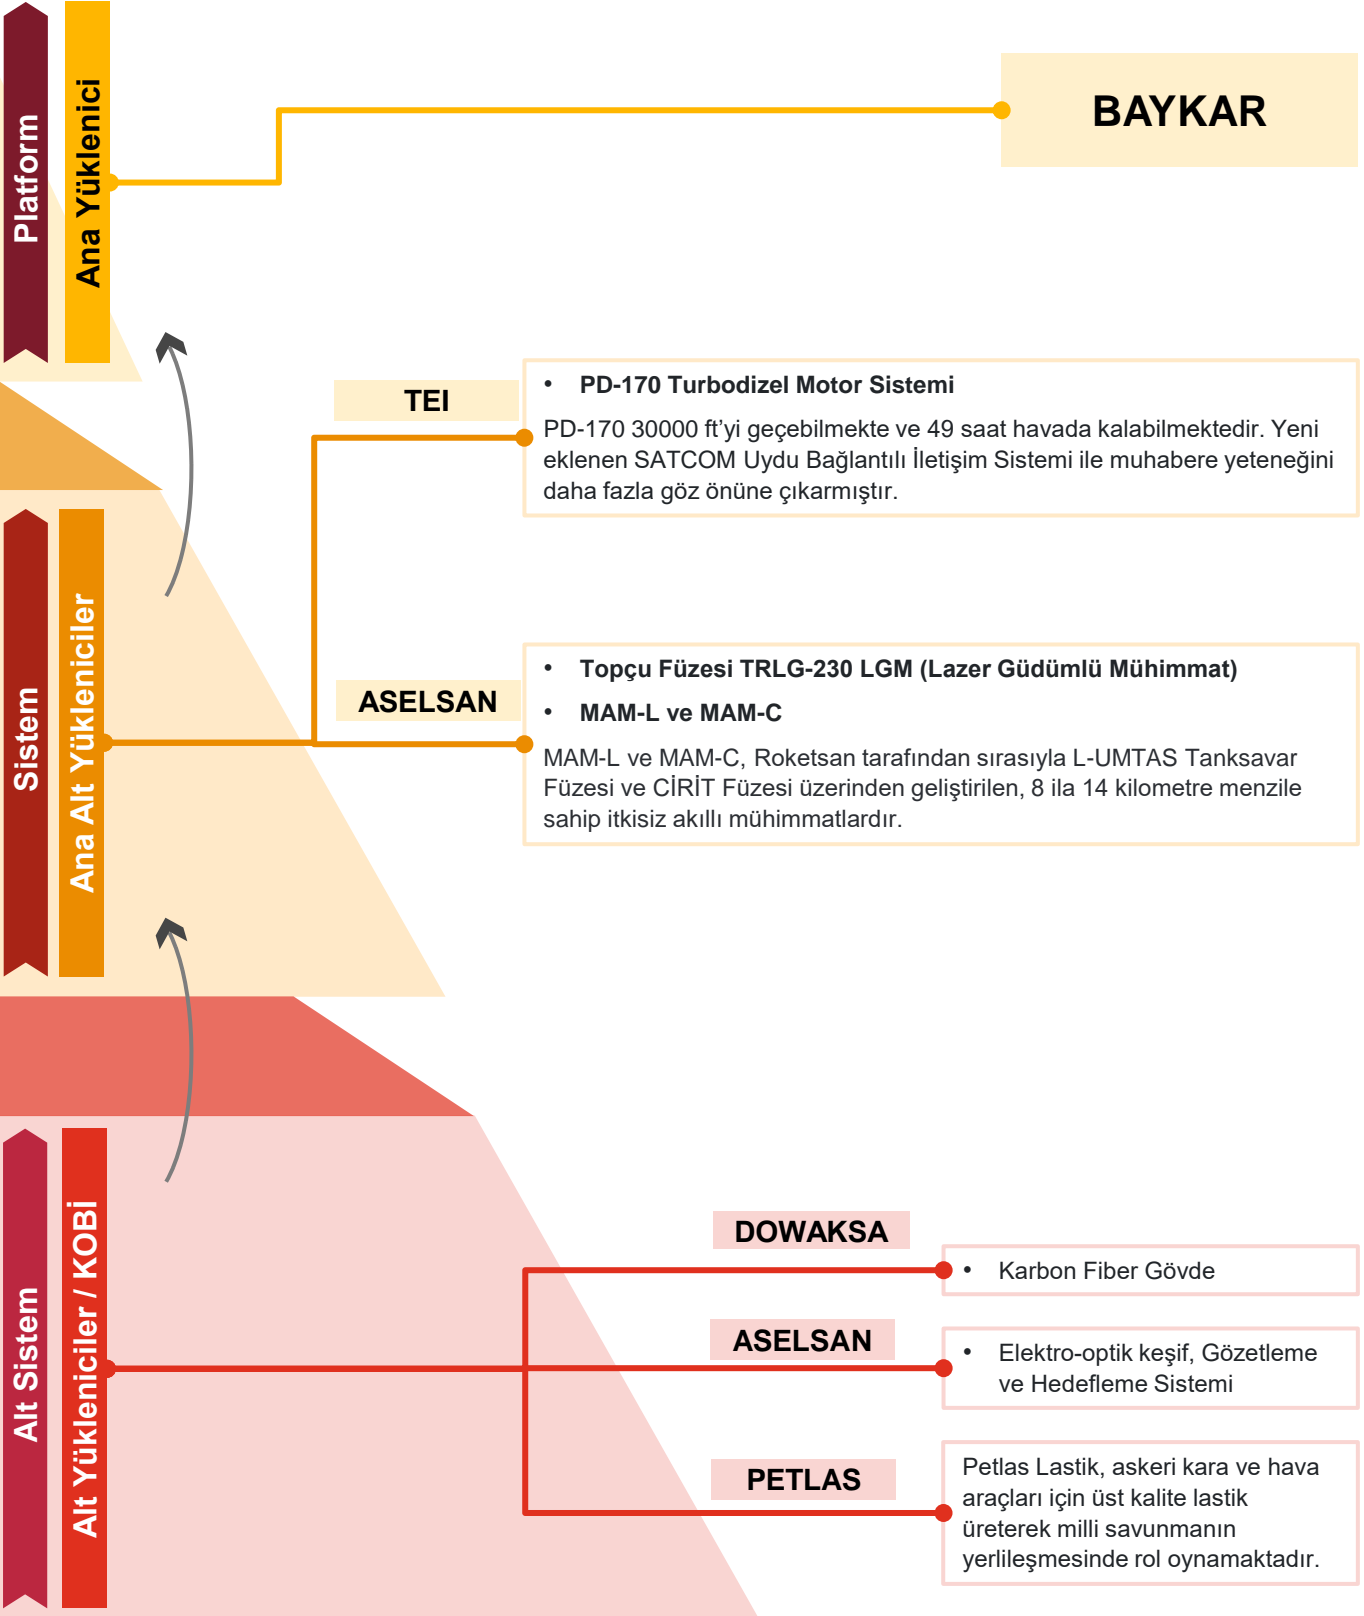 Platform
Ana Yüklenici
BAYKAR
Sistem
Ana Alt Yükleniciler
TEI
• PD-170 Turbodizel Motor Sistemi
PD-170 30000 ft’yi geçebilmekte ve 49 saat havada kalabilmektedir. Yeni
eklenen SATCOM Uydu Bağlantılı İletişim Sistemi ile muhabere yeteneğini
daha fazla göz önüne çıkarmıştır.
ASELSAN
• Topçu Füzesi TRLG-230 LGM (Lazer Güdümlü Mühimmat)
• MAM-L ve MAM-C
MAM-L ve MAM-C, Roketsan tarafından sırasıyla L-UMTAS Tanksavar
Füzesi ve CİRİT Füzesi üzerinden geliştirilen, 8 ila 14 kilometre menzile
sahip itkisiz akıllı mühimmatlardır.
Alt Sistem
Alt Yükleniciler / KOBİ
DOWAKSA
• Karbon Fiber Gövde
ASELSAN
• Elektro-optik keşif, Gözetleme
ve Hedefleme Sistemi
PETLAS
Petlas Lastik, askeri kara ve hava
araçları için üst kalite lastik
üreterek milli savunmanın
yerlileşmesinde rol oynamaktadır.